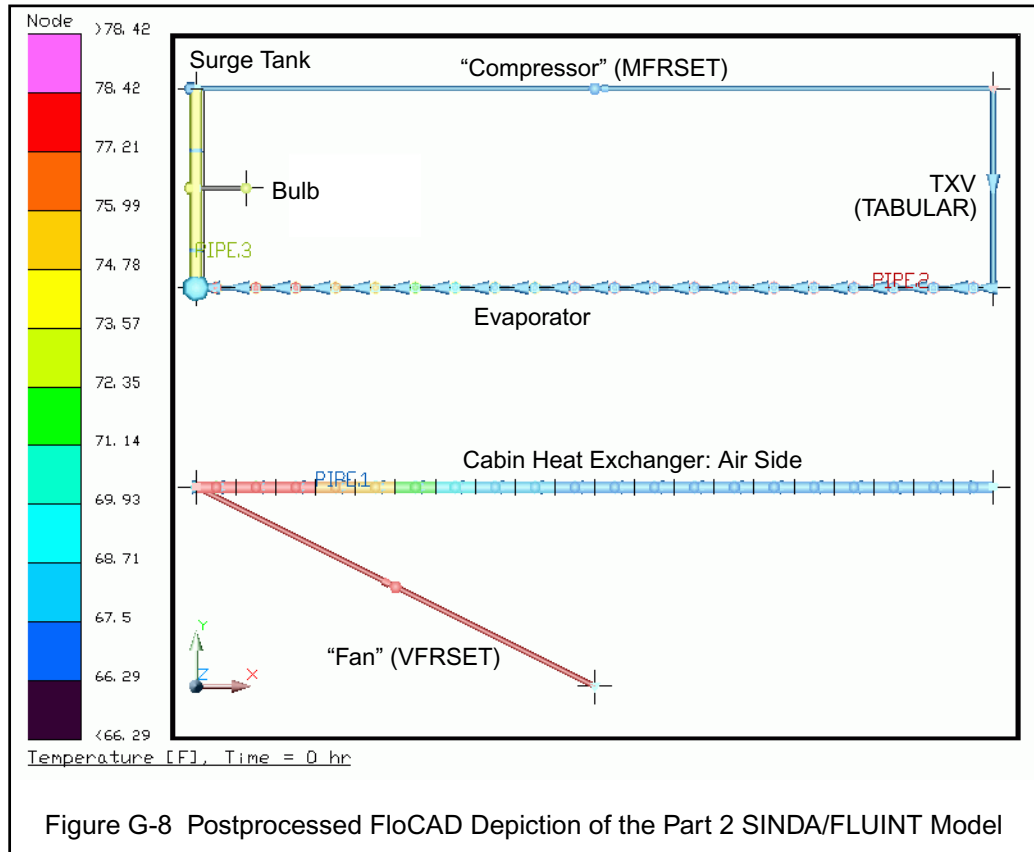 Node
>78.42
78.42
77.21
75.99
74.78
73.57
72.35
71.14
69.93
68.71
67.5
66.29
<66.29
Surge Tank
“Compressor” (MFRSET)
Bulb
TXV
(TABULAR)
PIPE.3
PIPE.2
Evaporator
Cabin Heat Exchanger: Air Side
PIPE.1
“Fan” (VFRSET)
Y
Z
X
Temperature [F], Time = 0 hr
Figure G-8 Postprocessed FloCAD Depiction of the Part 2 SINDA/FLUINT Model